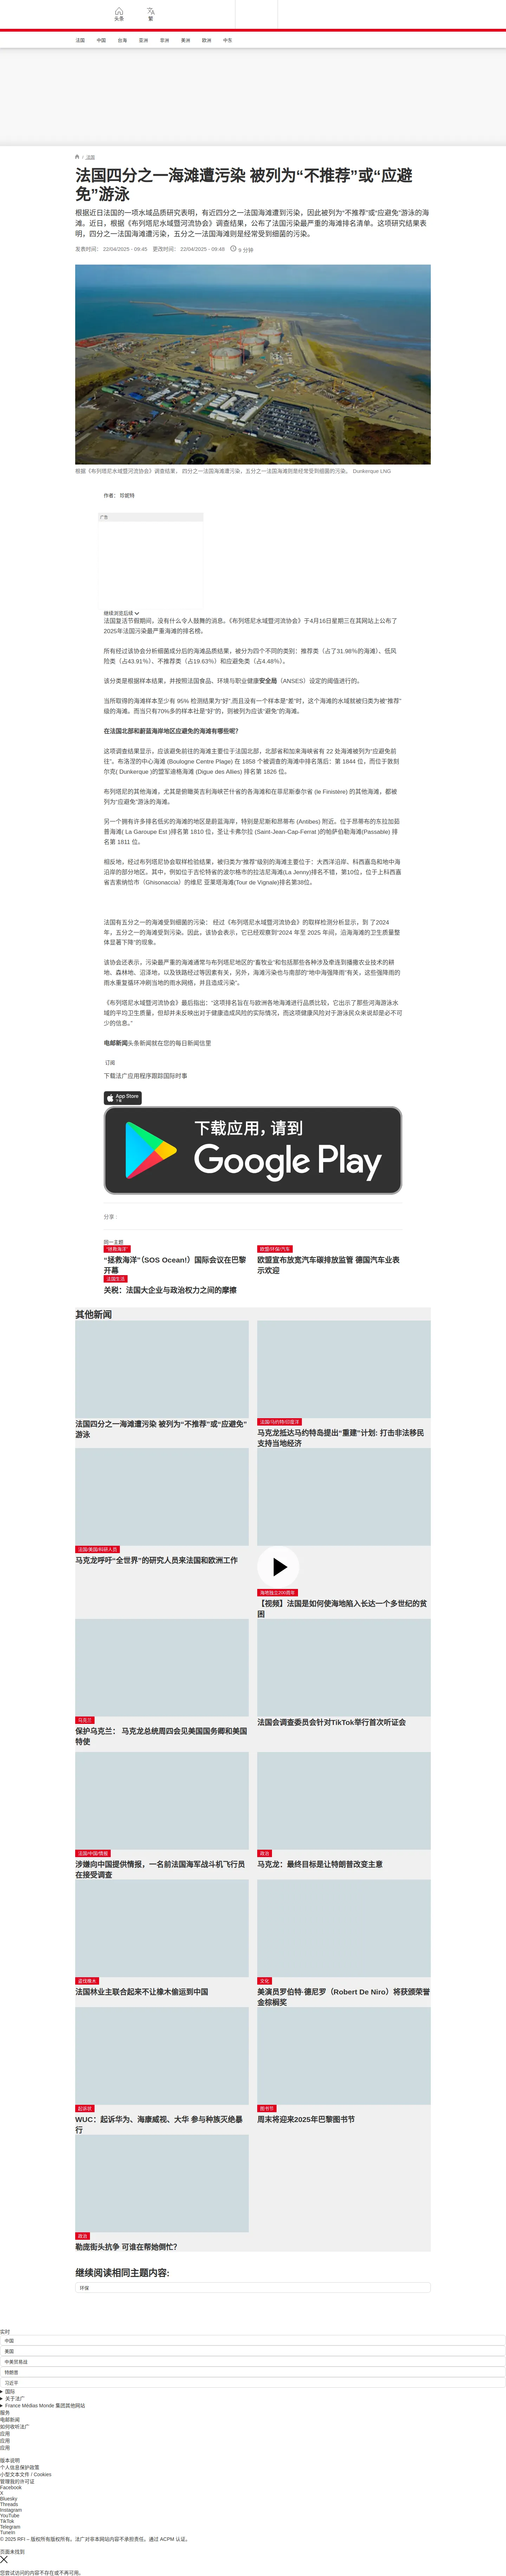 头条
繁
法国
中国
台海
亚洲
非洲
美洲
欧洲
中东
/ 法国
法国四分之一海滩遭污染 被列为“不推荐”或“应避
免”游泳
根据近日法国的一项水域品质研究表明，有近四分之一法国海滩遭到污染，因此被列为“不推荐”或“应避免”游泳的海
滩。近日，根据《布列塔尼水域暨河流协会》调查结果，公布了法国污染最严重的海滩排名清单。这项研究结果表
明，四分之一法国海滩遭污染，五分之一法国海滩则是经常受到细菌的污染。
发表时间： 22/04/2025 - 09:45 更改时间： 22/04/2025 - 09:48 9 分钟
根据《布列塔尼水域暨河流协会》调查结果， 四分之一法国海滩遭污染，五分之一法国海滩则是经常受到细菌的污染。 Dunkerque LNG
作者： 珍妮特
广告
继续浏览后续
法国复活节假期间，没有什么令人鼓舞的消息。《布列塔尼水域暨河流协会》于4月16日星期三在其网站上公布了
2025年法国污染最严重海滩的排名榜。
所有经过该协会分析细菌成分后的海滩品质结果，被分为四个不同的类别：推荐类（占了31.98％的海滩）、低风
险类（占43.91％）、不推荐类（占19.63％）和应避免类（占4.48％）。
该分类是根据样本结果，并按照法国食品、环境与职业健康安全局（ANSES）设定的阈值进行的。
当所取得的海滩样本至少有 95% 检测结果为“好”,而且没有一个样本是“差”时，这个海滩的水域就被归类为被“推荐”
级的海滩。而当只有70%多的样本社是“好”的，则被列为应该“避免”的海滩。
在法国北部和蔚蓝海岸地区应避免的海滩有哪些呢？
这项调查结果显示，应该避免前往的海滩主要位于法国北部，北部省和加来海峡省有 22 处海滩被列为“应避免前
往”，布洛涅的中心海滩 (Boulogne Centre Plage) 在 1858 个被调查的海滩中排名落后：第 1844 位，而位于敦刻
尔克( Dunkerque )的盟军迪格海滩 (Digue des Allies) 排名第 1826 位。
布列塔尼的其他海滩，尤其是俯瞰英吉利海峡芒什省的各海滩和在菲尼斯泰尔省 (le Finistère) 的其他海滩，都被
列为“应避免”游泳的海滩。
另一个拥有许多排名低劣的海滩的地区是蔚蓝海岸，特别是尼斯和昂蒂布 (Antibes) 附近。位于昂蒂布的东拉加茹
普海滩( La Garoupe Est )排名第 1810 位，圣让卡弗尔拉 (Saint-Jean-Cap-Ferrat )的帕萨伯勒海滩(Passable) 排
名第 1811 位。
相反地，经过布列塔尼协会取样检验结果，被归类为“推荐”级别的海滩主要位于：大西洋沿岸、科西嘉岛和地中海
沿岸的部分地区。其中，例如位于吉伦特省的波尔格市的拉洁尼海滩(La Jenny)排名不错，第10位，位于上科西嘉
省吉索纳恰市（Ghisonaccia）的维尼 亚莱塔海滩(Tour de Vignale)排名第38位。
法国有五分之一的海滩受到细菌的污染： 经过《布列塔尼水域暨河流协会》的取样检测分析显示，到 了2024
年，五分之一的海滩受到污染。因此，该协会表示，它已经观察到“2024 年至 2025 年间，沿海海滩的卫生质量整
体显著下降”的现象。
该协会还表示，污染最严重的海滩通常与布列塔尼地区的“畜牧业”和包括那些各种涉及牵连到播撒农业技术的耕
地、森林地、沼泽地，以及铁路经过等因素有关，另外，海滩污染也与南部的“地中海强降雨”有关，这些强降雨的
雨水乘复循环冲刷当地的雨水网络，并且造成污染”。
《布列塔尼水域暨河流协会》最后指出：“这项排名旨在与欧洲各地海滩进行品质比较，它出示了那些河海游泳水
域的平均卫生质量，但却并未反映出对于健康造成风险的实际情况，而这项健康风险对于游泳民众来说却是必不可
少的信息。”
电邮新闻头条新闻就在您的每日新闻信里
订阅
下载法广应用程序跟踪国际时事
App Store
下载
下载应用，请到
Google Play
分享 :
同一主题
“拯救海洋”
“拯救海洋”（SOS Ocean!）国际会议在巴黎
开幕
欧盟/环保/汽车
欧盟宣布放宽汽车碳排放监管 德国汽车业表
示欢迎
法国生活
关税：法国大企业与政治权力之间的摩擦
其他新闻
法国四分之一海滩遭污染 被列为“不推荐”或“应避免”
游泳
法国/马约特/印度洋
马克龙抵达马约特岛提出“重建”计划: 打击非法移民
支持当地经济
法国/美国/科研人员
马克龙呼吁“全世界”的研究人员来法国和欧洲工作
海地独立200周年
【视频】法国是如何使海地陷入长达一个多世纪的贫
困
乌克兰
保护乌克兰： 马克龙总统周四会见美国国务卿和美国
特使
法国会调查委员会针对TikTok举行首次听证会
法国/中国/情报
涉嫌向中国提供情报，一名前法国海军战斗机飞行员
在接受调查
政治
马克龙：最终目标是让特朗普改变主意
盗伐橡木
法国林业主联合起来不让橡木偷运到中国
文化
美演员罗伯特·德尼罗（Robert De Niro）将获颁荣誉
金棕榈奖
起诉状
WUC：起诉华为、海康威视、大华 参与种族灭绝暴
行
图书节
周末将迎来2025年巴黎图书节
政治
勒庞街头抗争 可谁在帮她倒忙?
继续阅读相同主题内容:
环保
实时
中国
美国
中美贸易战
特朗普
习近平
国际
关于法广
France Médias Monde 集团其他网站
服务
电邮新闻
如何收听法广
应用
应用
应用
版本说明
个人信息保护政策
小型文本文件 / Cookies
管理我的许可证
Facebook
X
Bluesky
Threads
Instagram
YouTube
TikTok
Telegram
TuneIn
© 2025 RFI – 版权所有版权所有。法广对非本网站内容不承担责任。通过 ACPM 认证。
页面未找到
您尝试访问的内容不存在或不再可用。